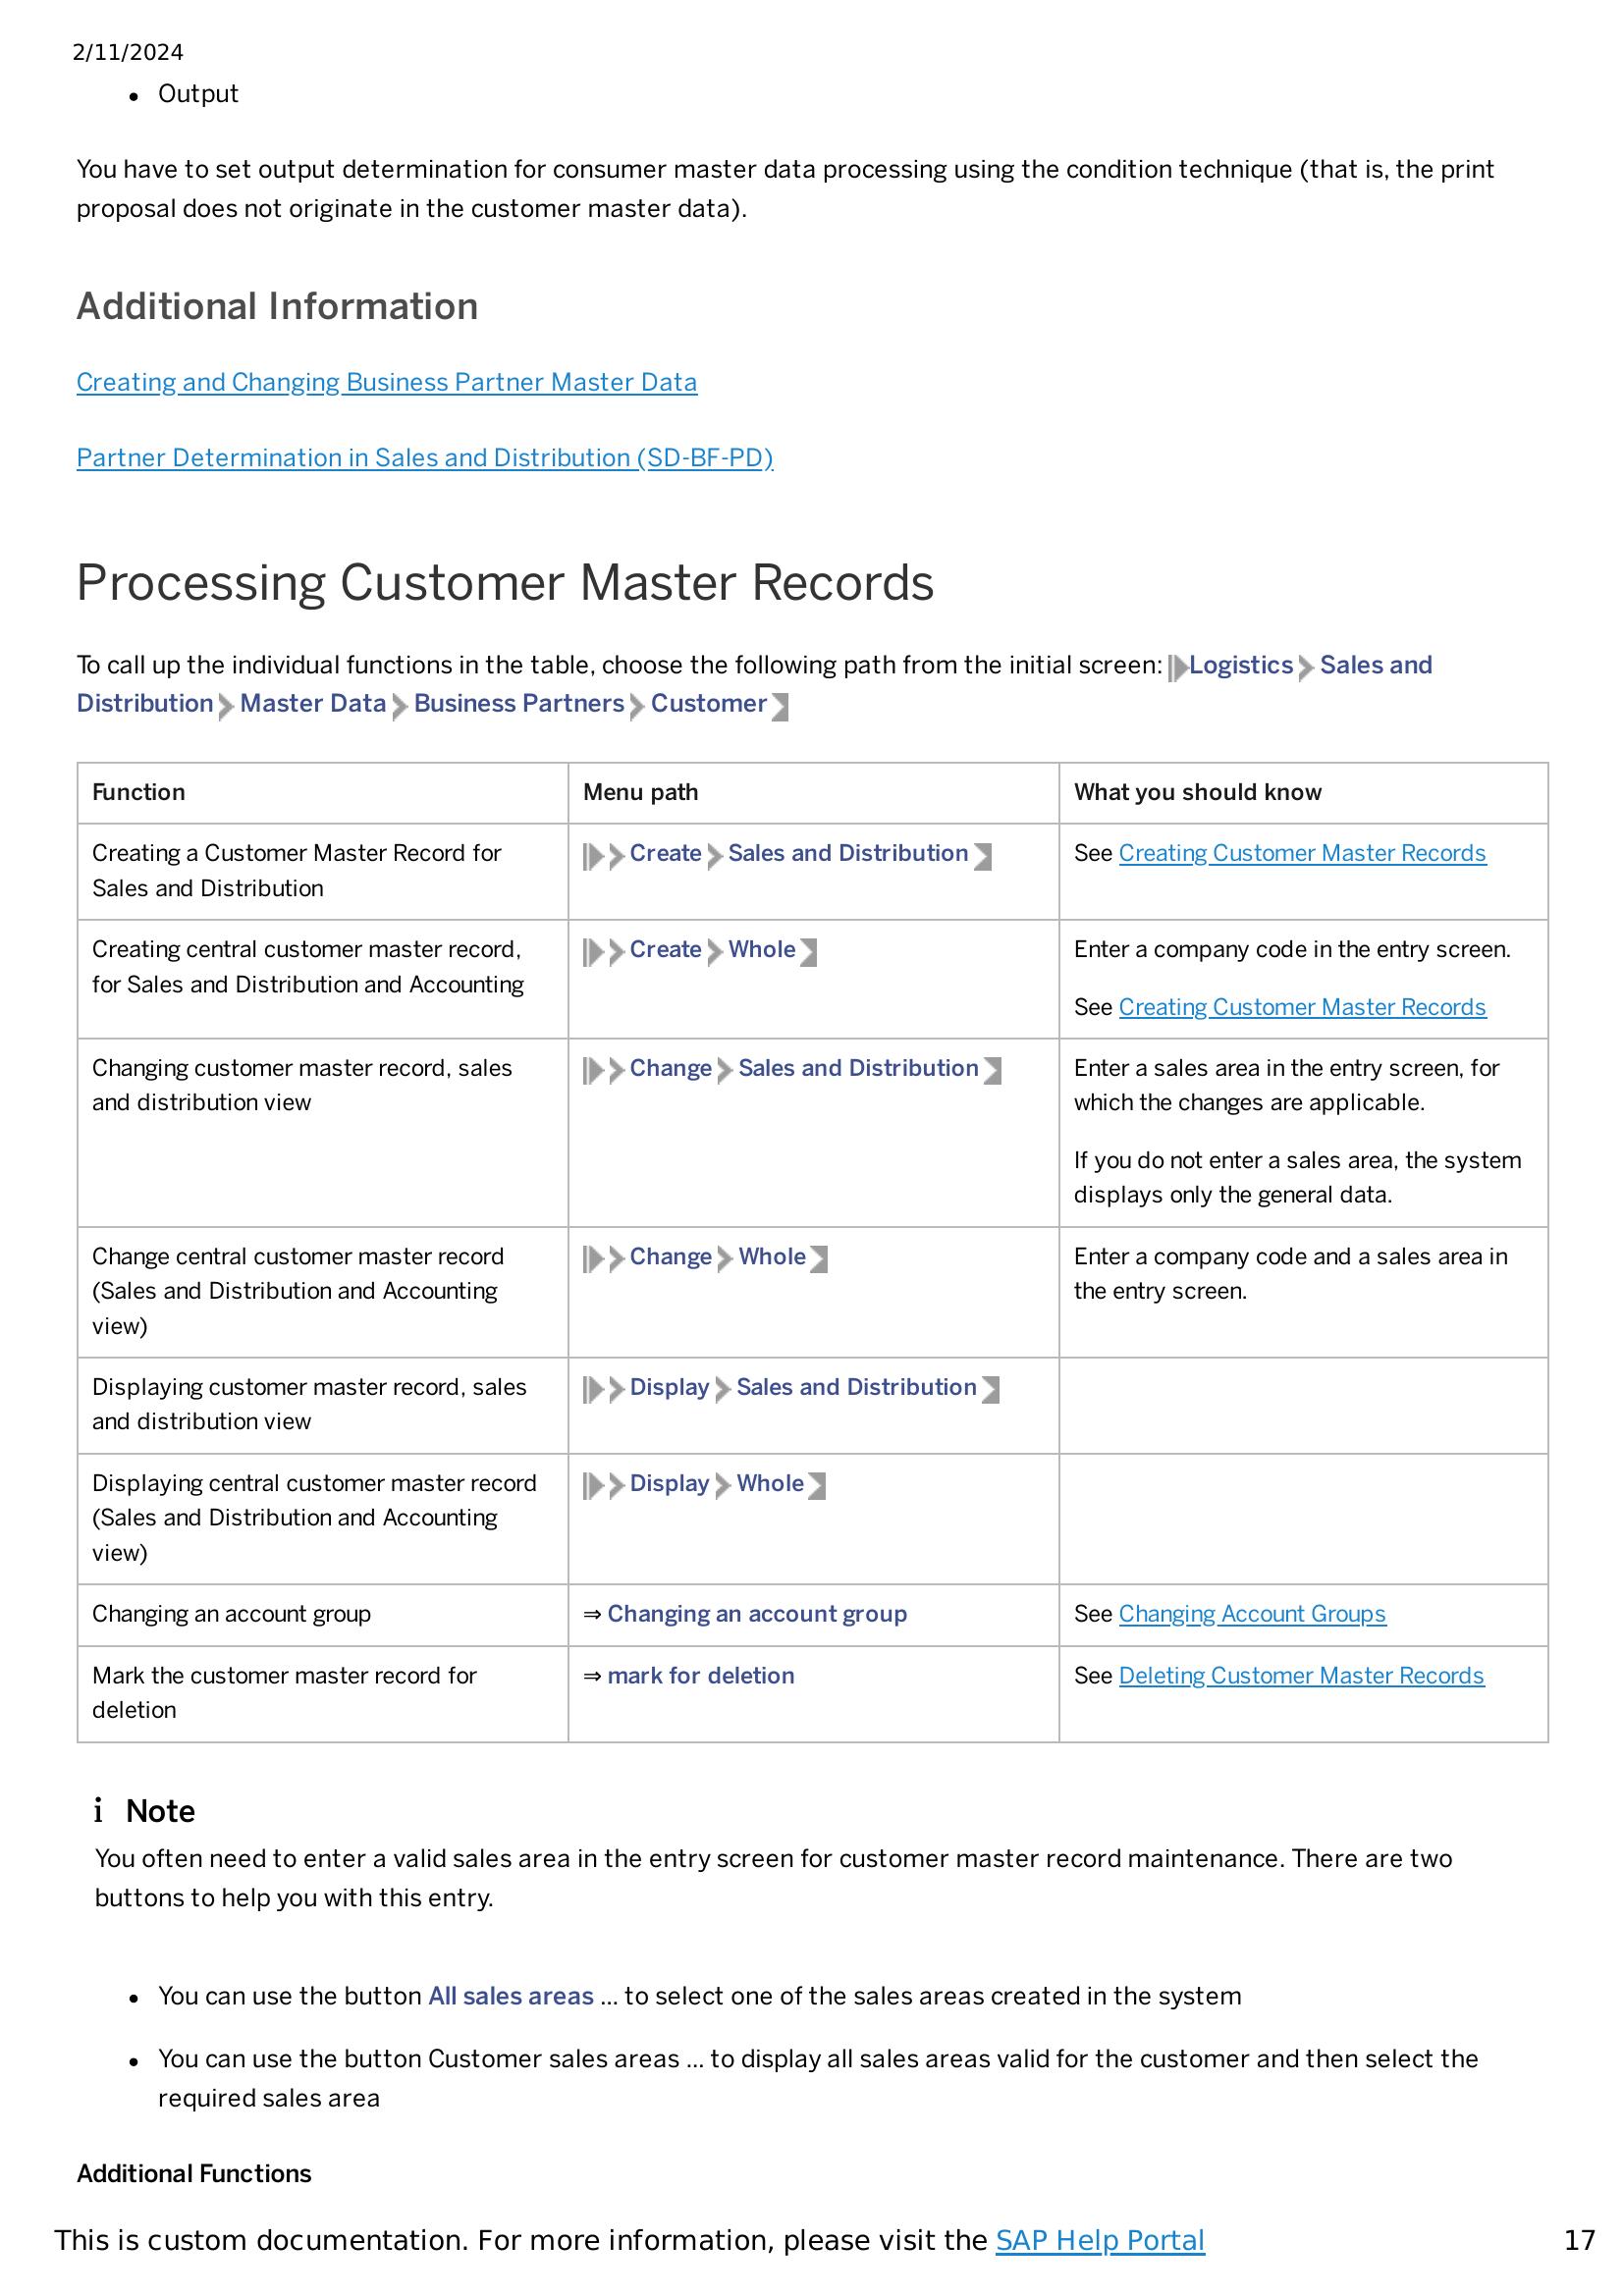 2/11/2024
• Output
You have to set output determination for consumer master data processing using the condition technique (that is, the print
proposal does not originate in the customer master data).
Additional Information
Creating and Changing Business Partner Master Data
Partner Determination in Sales and Distribution (SD-BF-PD)
Processing Customer Master Records
To call up the individual functions in the table, choose the following path from the initial screen: Logistics Sales and
Distribution Master Data Business Partners Customer
Function Menu path What you should know
Creating a Customer Master Record for
Sales and Distribution
Create Sales and Distribution
See Creating Customer Master Records
Creating central customer master record,
for Sales and Distribution and Accounting
Create Whole
Enter a company code in the entry screen.
See Creating Customer Master Records
Changing customer master record, sales
and distribution view
Change Sales and Distribution
Enter a sales area in the entry screen, for
which the changes are applicable.
If you do not enter a sales area, the system
displays only the general data.
Change central customer master record
(Sales and Distribution and Accounting
view)
Change Whole
Enter a company code and a sales area in
the entry screen.
Displaying customer master record, sales
and distribution view
Display Sales and Distribution
Displaying central customer master record
(Sales and Distribution and Accounting
view)
Display Whole
Changing an account group
⇒ Changing an account group
See Changing Account Groups
Mark the customer master record for
deletion
⇒ mark for deletion
See Deleting Customer Master Records
i Note
You often need to enter a valid sales area in the entry screen for customer master record maintenance. There are two
buttons to help you with this entry.
• You can use the button All sales areas ... to select one of the sales areas created in the system
• You can use the button Customer sales areas ... to display all sales areas valid for the customer and then select the
required sales area
Additional Functions
This is custom documentation. For more information, please visit the SAP Help Portal 17